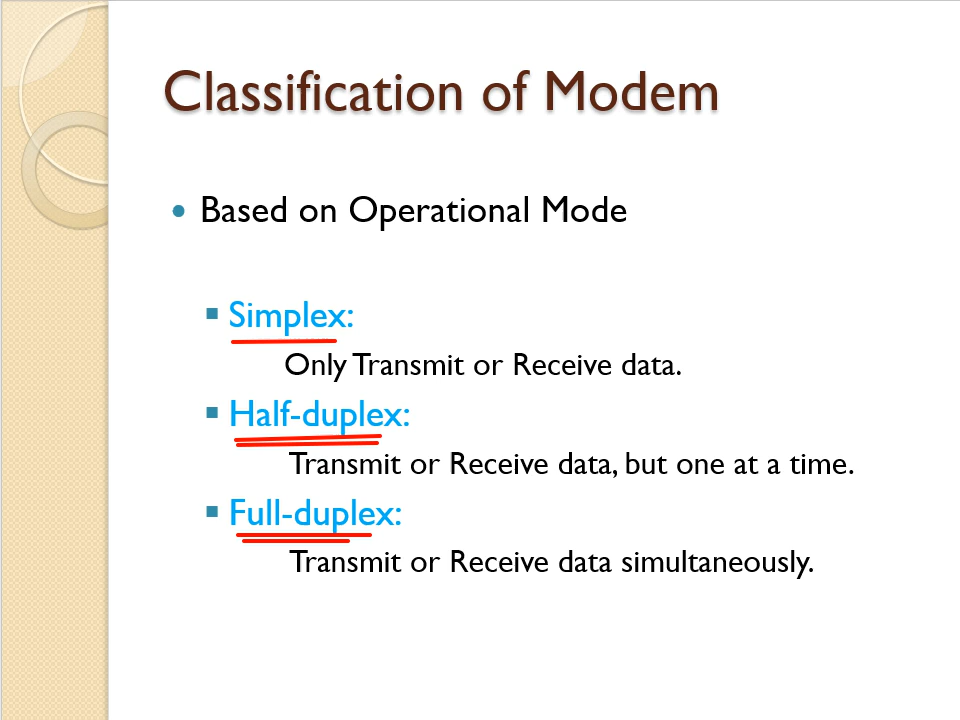 Classification of Modem
Based on Operational Mode
Simplex:
Only Transmit or Receive data.
Half-duplex:
Transmit or Receive data, but one at a time.
Full-duplex:
Transmit or Receive data simultaneously.